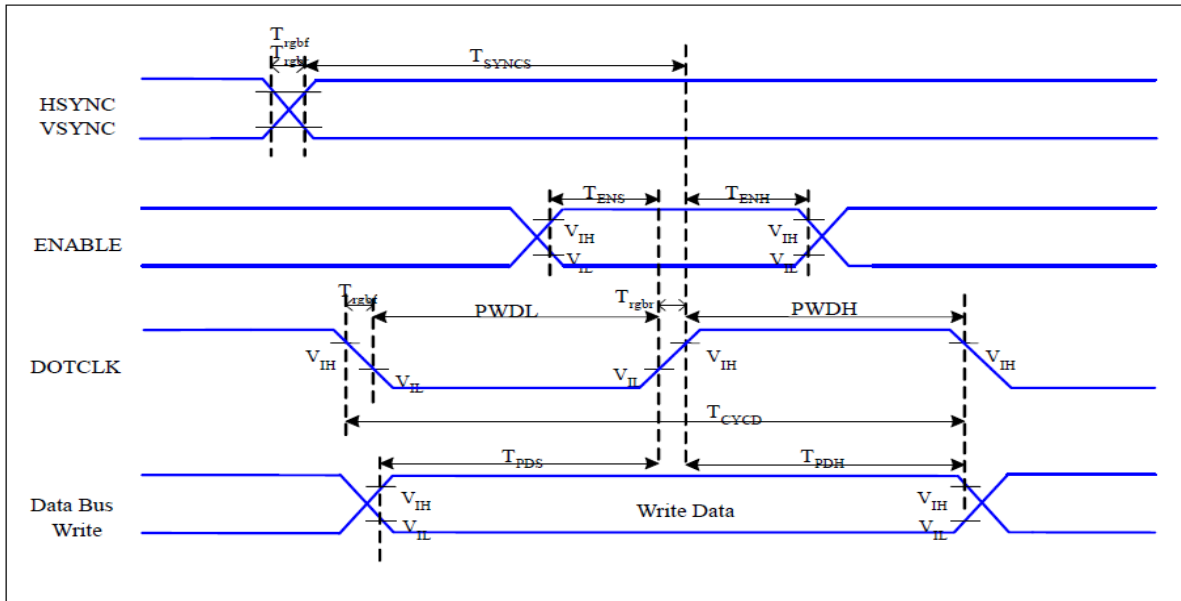 Trgbf
Trgbr
TSYNCS
HSYNC
VSYNC
TENS
TENH
ENABLE
VIH
VIH
VIL
VIL
Trgbf
Trgbr
PWDL
PWDH
DOTCLK
VIH
VIL
VIL
VIH
VIH
TCYCD
TPDS
TPDH
Data Bus
Write
VIH
Write Data
VIH
VIL
VIL